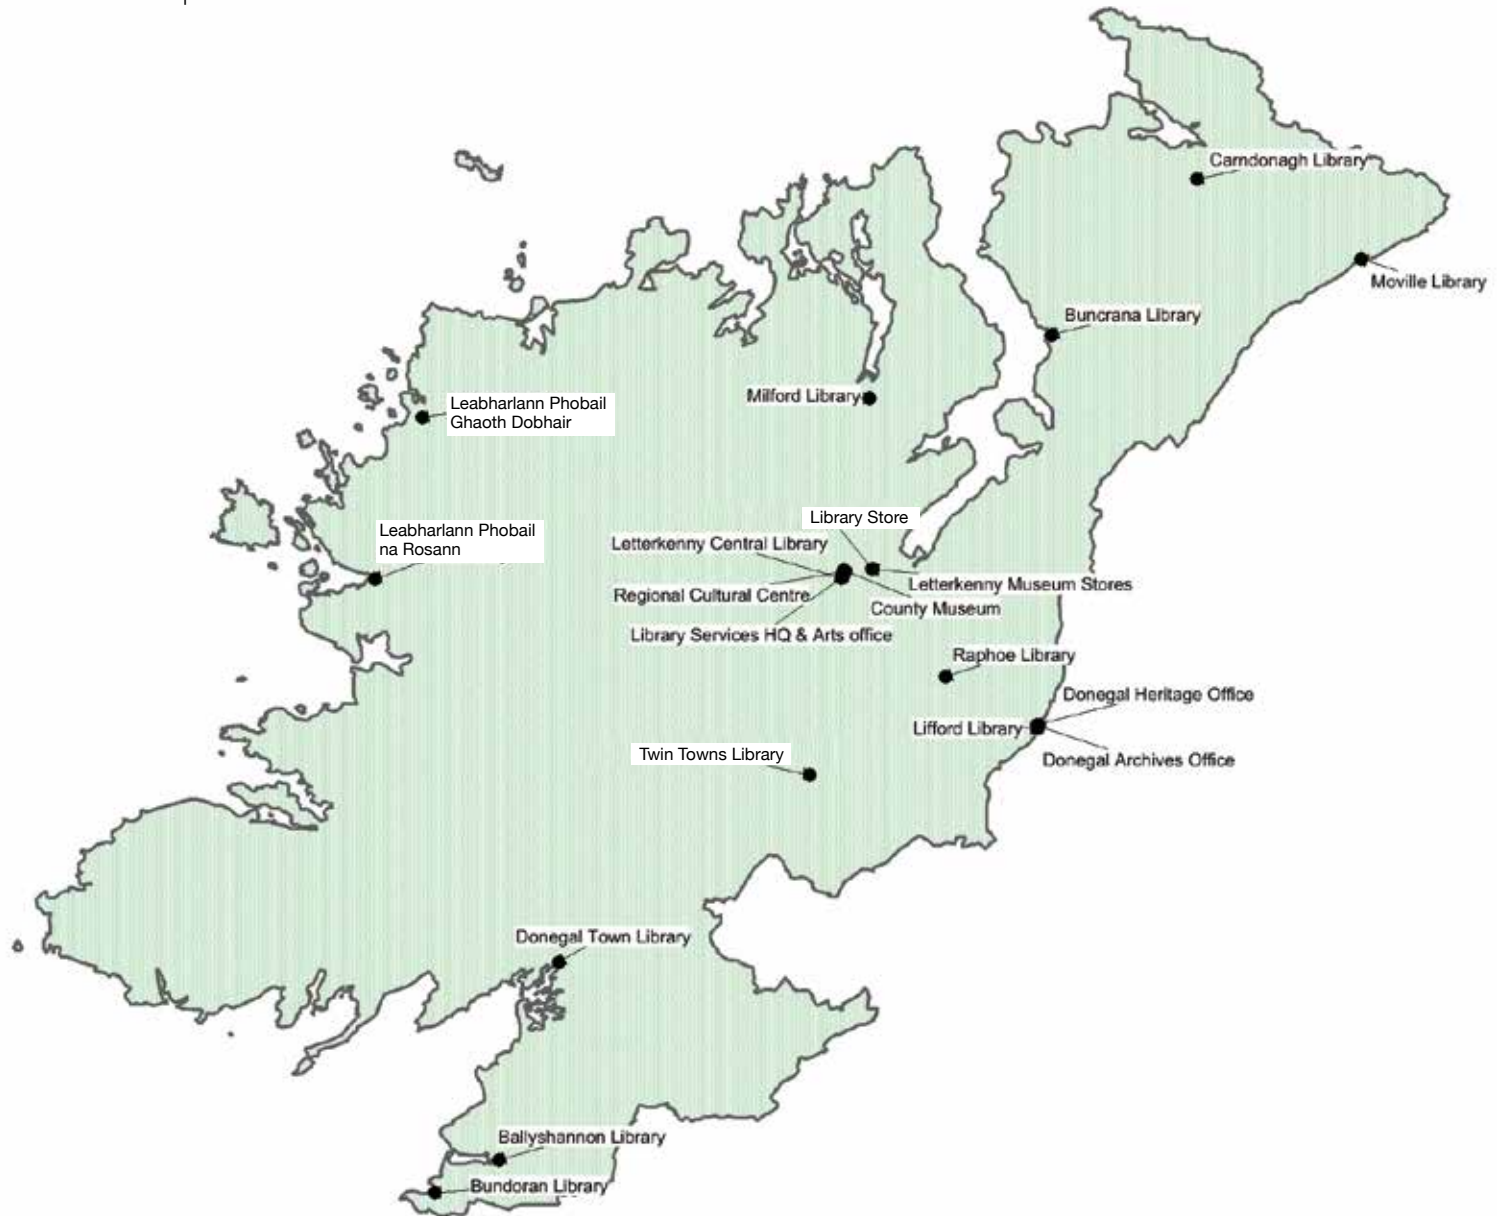 Carndonagh Library
Moville Library
Buncrana Library
Milford Library
Leabharlann Phobail
Ghaoth Dobhair
Library Store
Leabharlann Phobail
na Rosann
Letterkenny Central Library
Letterkenny Museum Stores
Regional Cultural Centre
County Museum
Library Services HQ & Arts office
Raphoe Library
Donegal Heritage Office
Lifford Library
Twin Towns Library
Donegal Archives Office
Donegal Town Library
Ballyshannon Library
Bundoran Library